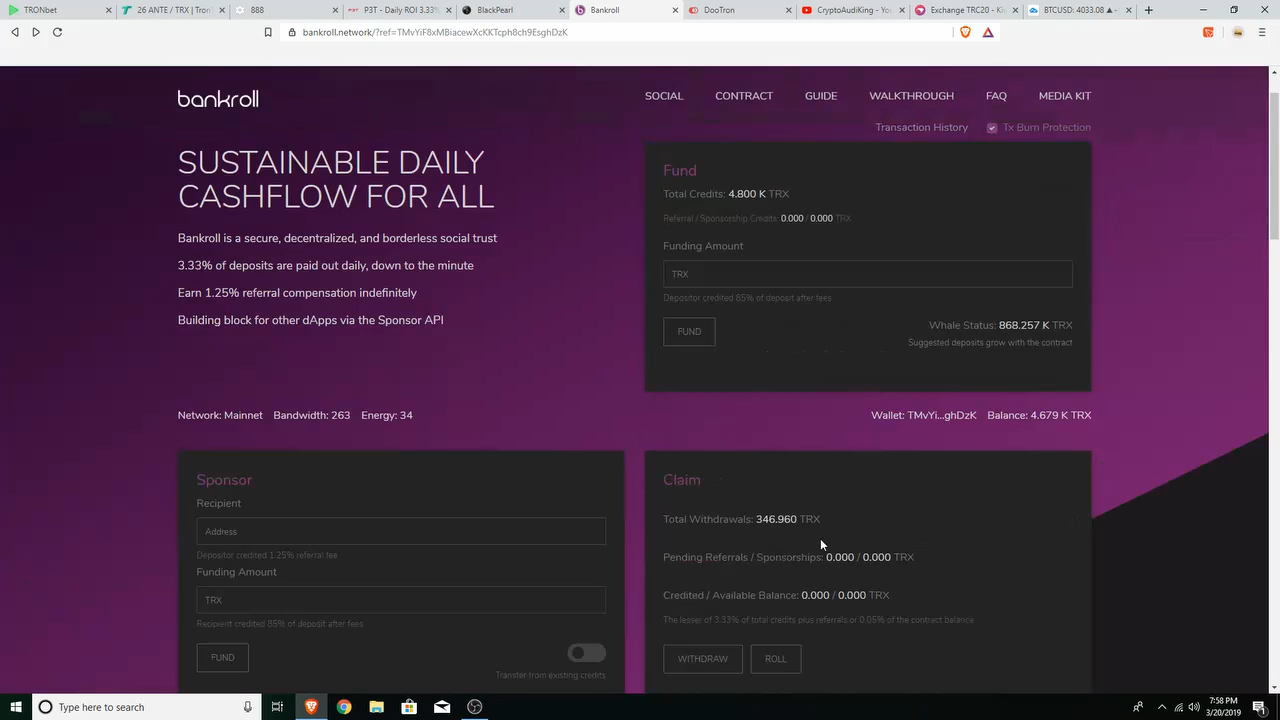 TRONbet
26 ANTE / TRX | Tron
888
P3T - Daily ROI 3.33%
BlackPearl
Bankroll
DooTron
CryptoAudiKing -
Exchange TRC20 - Ki
BTCUSD: 4033.08
bankroll.network/?ref=TMvYiF8xMBiacewXcKKTcph8ch9EsghDzK
bankroll
SOCIAL CONTRACT GUIDE WALKTHROUGH FAQ MEDIA KIT
Transaction History Tx Burn Protection
SUSTAINABLE DAILY
CASHFLOW FOR ALL
Bankroll is a secure, decentralized, and borderless social trust
3.33% of deposits are paid out daily, down to the minute
Earn 1.25% referral compensation indefinitely
Building block for other dApps via the Sponsor API
Fund
Total Credits: 4.800 K TRX
Referral / Sponsorship Credits: 0.000 / 0.000 TRX
Funding Amount
TRX
Depositor credited 85% of deposit after fees
FUND
Whale Status: 868.257 K TRX
Suggested deposits grow with the contract
Network: Mainnet Bandwidth: 263 Energy: 34
Wallet: TMvYi...ghDzK Balance: 4.679 K TRX
Sponsor
Recipient
Address
Depositor credited 1.25% referral fee
Funding Amount
TRX
Recipient credited 85% of deposit after fees
FUND
Transfer from existing credits
Claim
Total Withdrawals: 346.960 TRX
Pending Referrals / Sponsorships: 0.000 / 0.000 TRX
Credited / Available Balance: 0.000 / 0.000 TRX
The lesser of 3.33% of total credits plus referrals or 0.05% of the contract balance
WITHDRAW ROLL
Type here to search
7:58 PM
3/20/2019